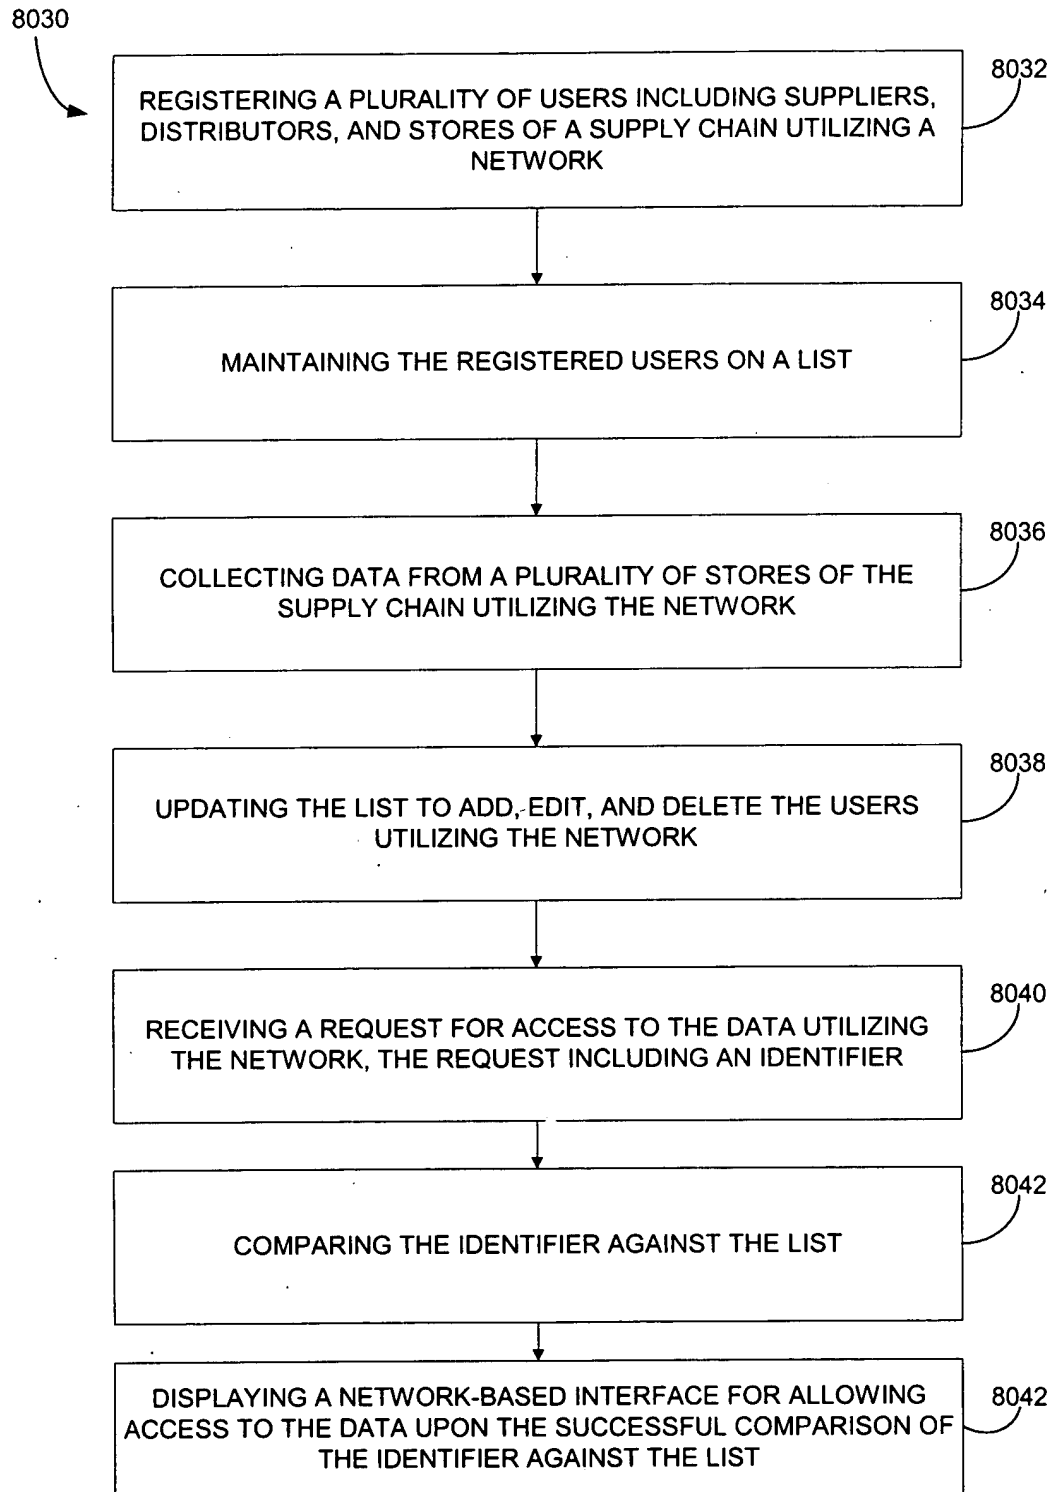 8030
8032
REGISTERING A PLURALITY OF USERS INCLUDING SUPPLIERS,
DISTRIBUTORS, AND STORES OF A SUPPLY CHAIN UTILIZING A
NETWORK
8034
MAINTAINING THE REGISTERED USERS ON A LIST
8036
COLLECTING DATA FROM A PLURALITY OF STORES OF THE
SUPPLY CHAIN UTILIZING THE NETWORK
8038
UPDATING THE LIST TO ADD, EDIT, AND DELETE THE USERS
UTILIZING THE NETWORK
8040
RECEIVING A REQUEST FOR ACCESS TO THE DATA UTILIZING
THE NETWORK, THE REQUEST INCLUDING AN IDENTIFIER
8042
COMPARING THE IDENTIFIER AGAINST THE LIST
8042
DISPLAYING A NETWORK-BASED INTERFACE FOR ALLOWING
ACCESS TO THE DATA UPON THE SUCCESSFUL COMPARISON OF
THE IDENTIFIER AGAINST THE LIST